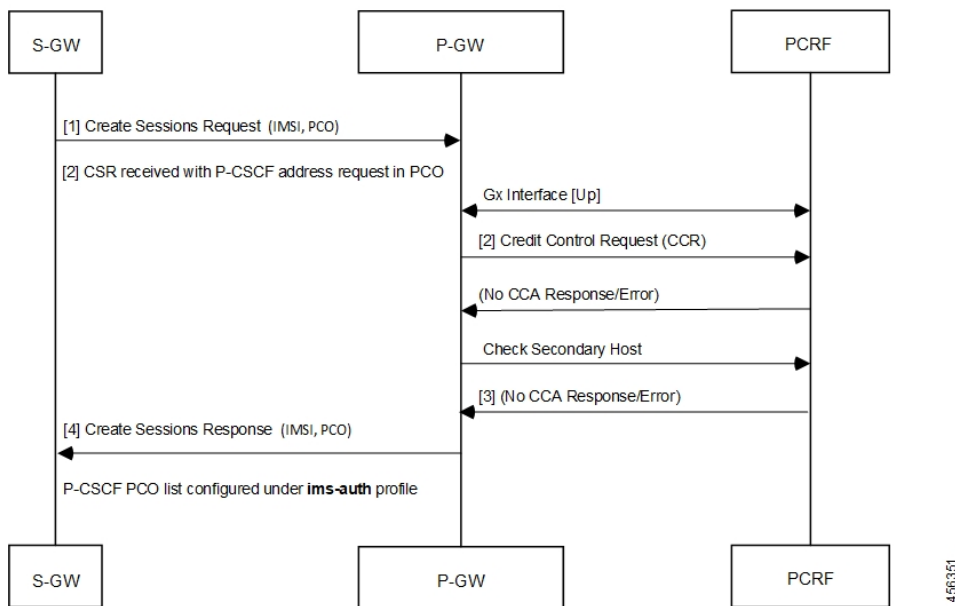 S-GW
P-GW
PCRF
[1] Create Sessions Request (IMSI, PCO)
[2] CSR received with P-CSCF address request in PCO
Gx Interface [Up]
[2] Credit Control Request (CCR)
(No CCA Response/Error)
Check Secondary Host
[3] (No CCA Response/Error)
[4] Create Sessions Response (IMSI, PCO)
P-CSCF PCO list configured under ims-auth profile
S-GW
P-GW
PCRF
456351